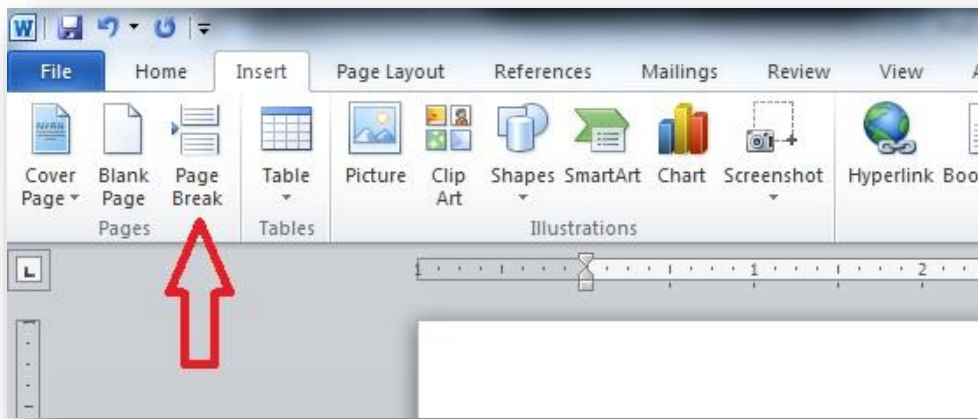 W
File Home Insert Page Layout References Mailings Review View
Cover Page Blank Page Page Break Table Picture Clip Art Shapes SmartArt Chart Screenshot Hyperlink
Pages Tables Illustrations
L 1 1 2